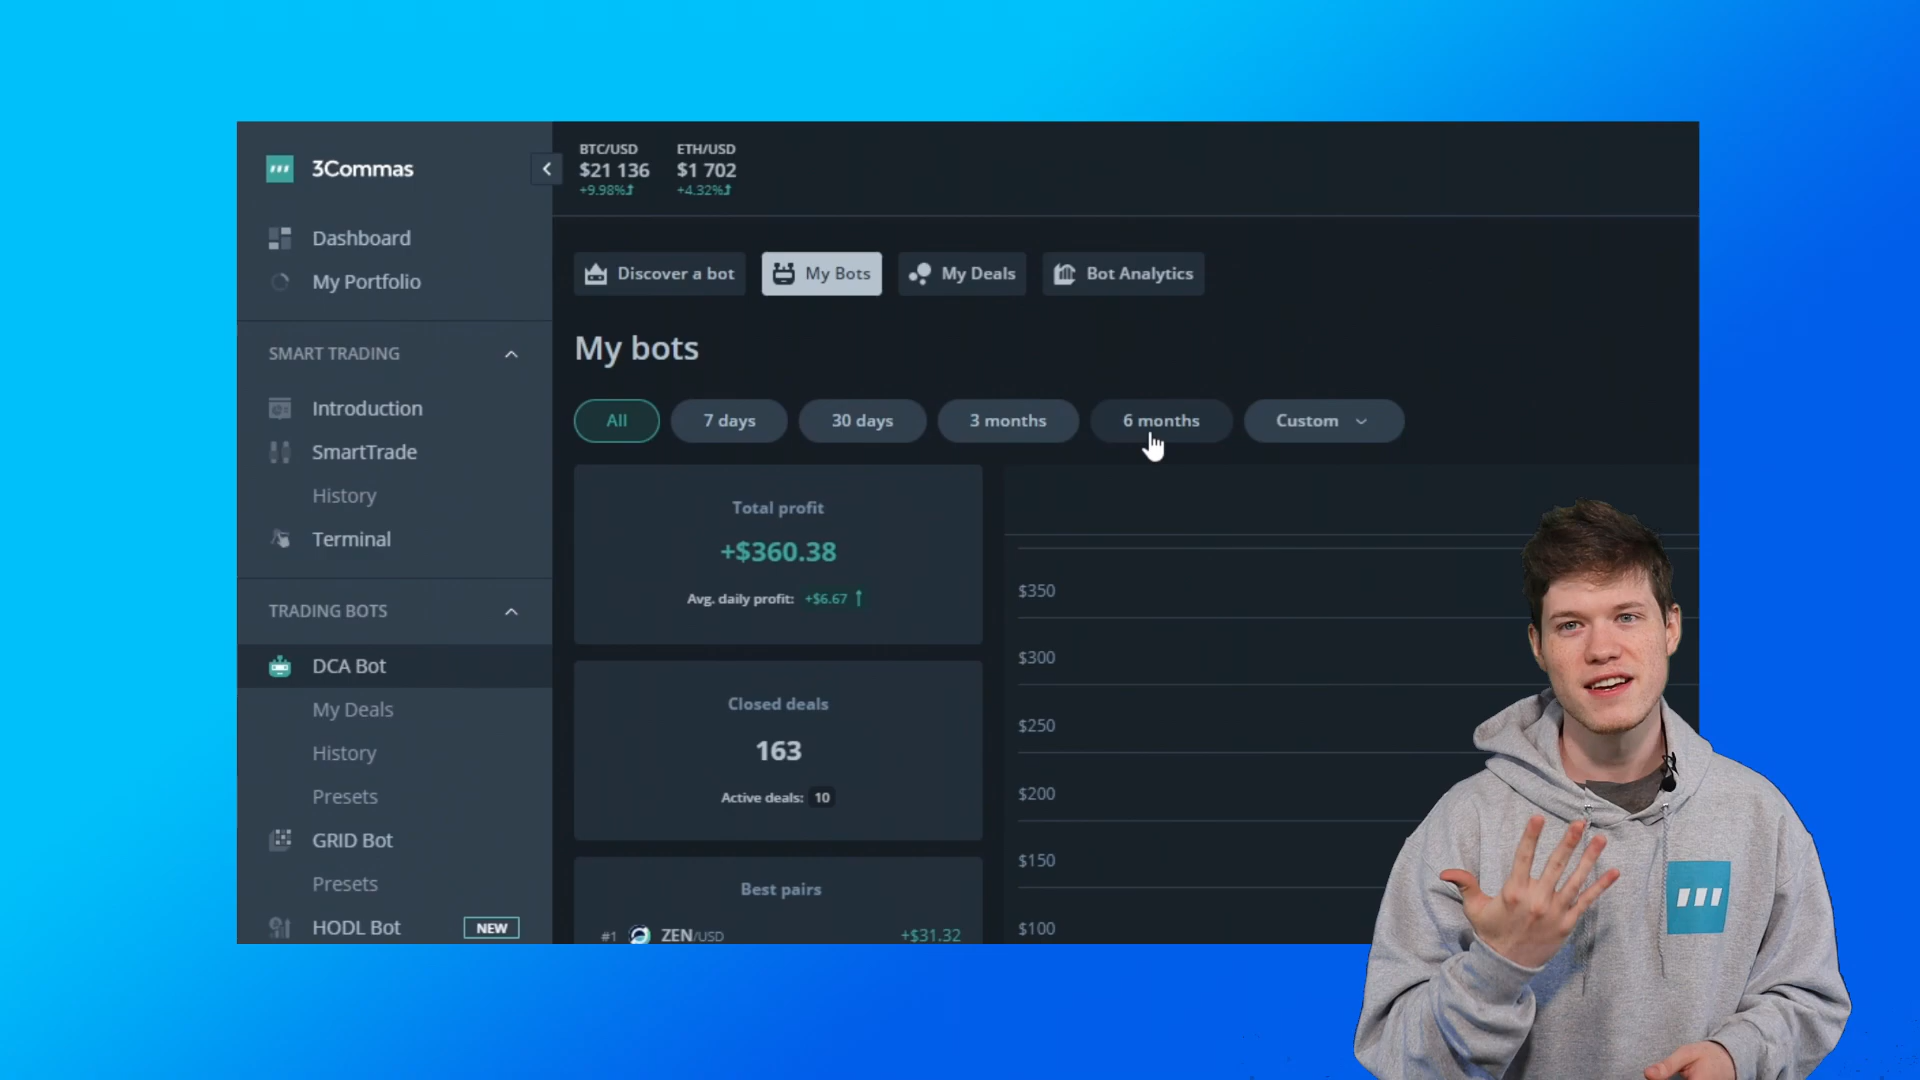 3Commas
Dashboard
My Portfolio
SMART TRADING
Introduction
SmartTrade
History
Terminal
TRADING BOTS
DCA Bot
My Deals
History
Presets
GRID Bot
Presets
HODL Bot NEW
BTC/USD ETH/USD
$21 136 $1 702
+9.98% +4.32%
Discover a bot My Bots My Deals Bot Analytics
My bots
All 7 days 30 days 3 months 6 months Custom
Total profit
+$360.38
Avg. daily profit: +$6.67
Closed deals
163
Active deals: 10
Best pairs
#1 ZEN/USD +$31.32
$350
$300
$250
$200
$150
$100